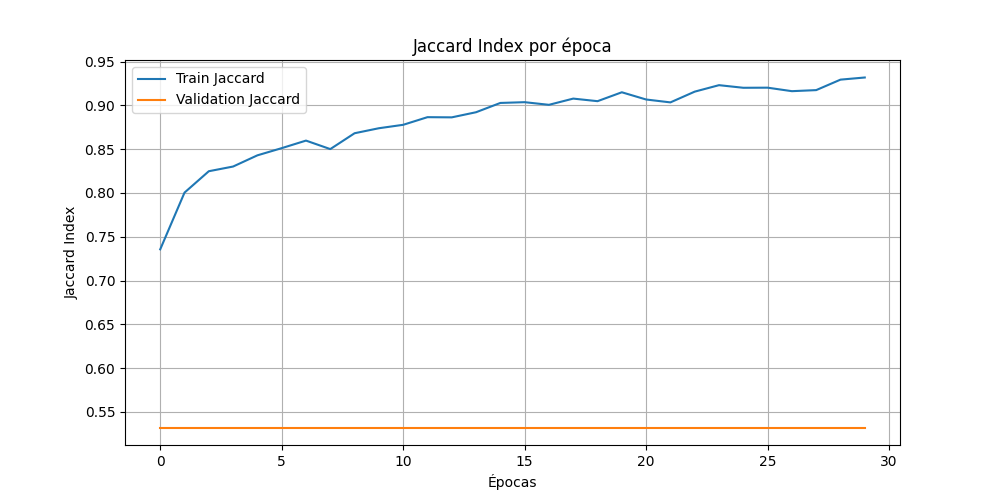 Jaccard Index por época
Train Jaccard
Validation Jaccard
Jaccard Index
0.95
0.90
0.85
0.80
0.75
0.70
0.65
0.60
0.55
0 5 10 15 20 25 30
Épocas